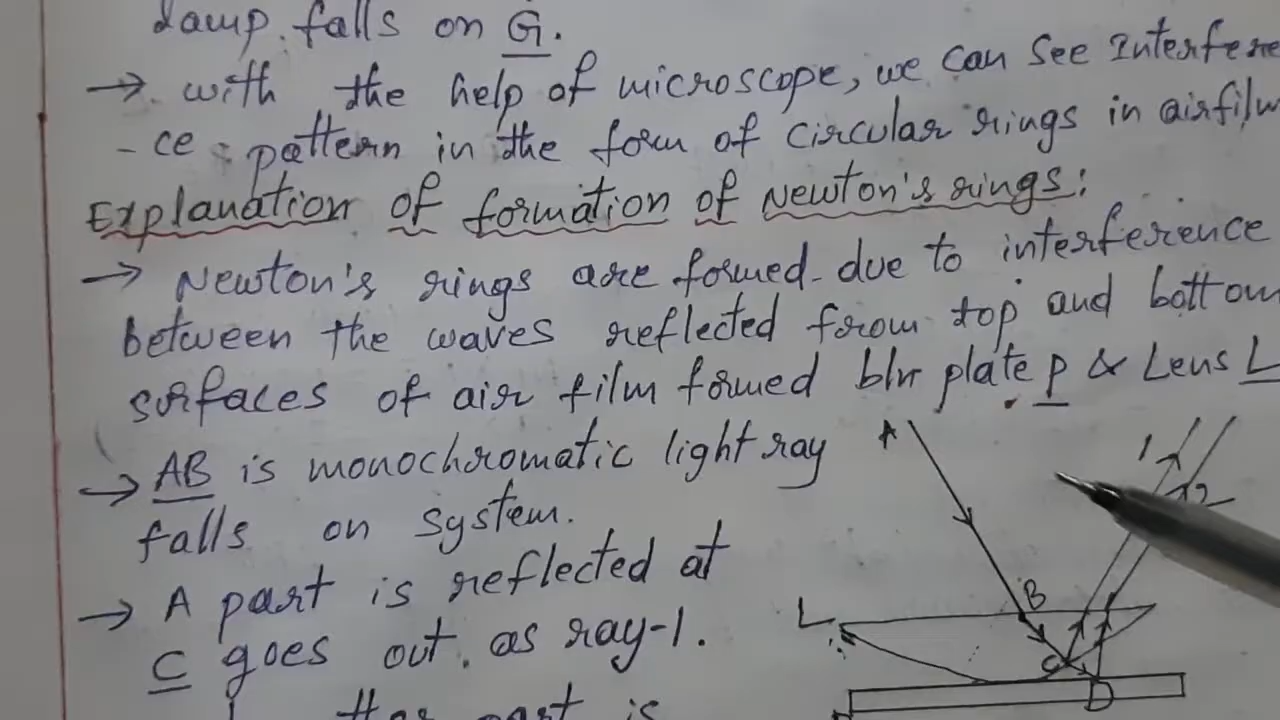 lamp falls on G.
→ with the help of microscope, we can see Interfere
-ce pattern in the form of circular rings in airfilm
Explanation of formation of Newton's rings:
→ Newton's rings are formed due to interference
between the waves reflected from top and bottom
surfaces of air film formed b/w plate P & Lens L
→ AB is monochromatic light ray
falls on system.
→ A part is reflected at
C goes out as ray-1.
part is
A
1
2
B
L
C
D